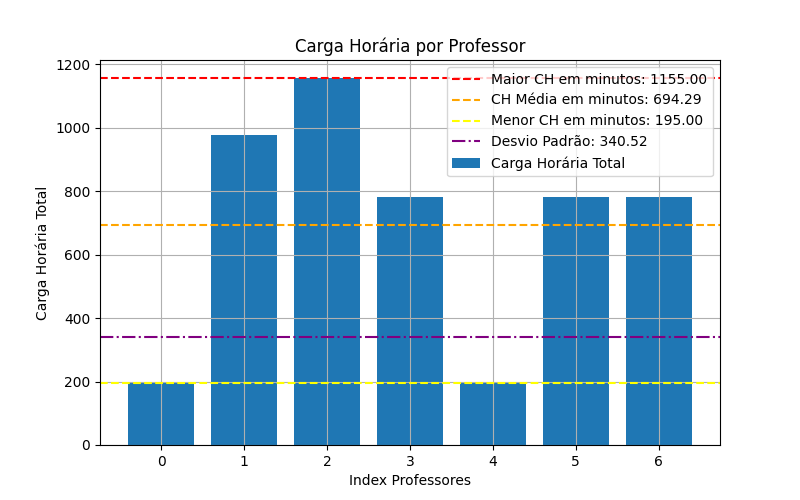 Carga Horária por Professor
Maior CH em minutos: 1155.00
CH Média em minutos: 694.29
Menor CH em minutos: 195.00
Desvio Padrão: 340.52
Carga Horária Total
Carga Horária Total
1200
1000
800
600
400
200
0
0 1 2 3 4 5 6
Index Professores